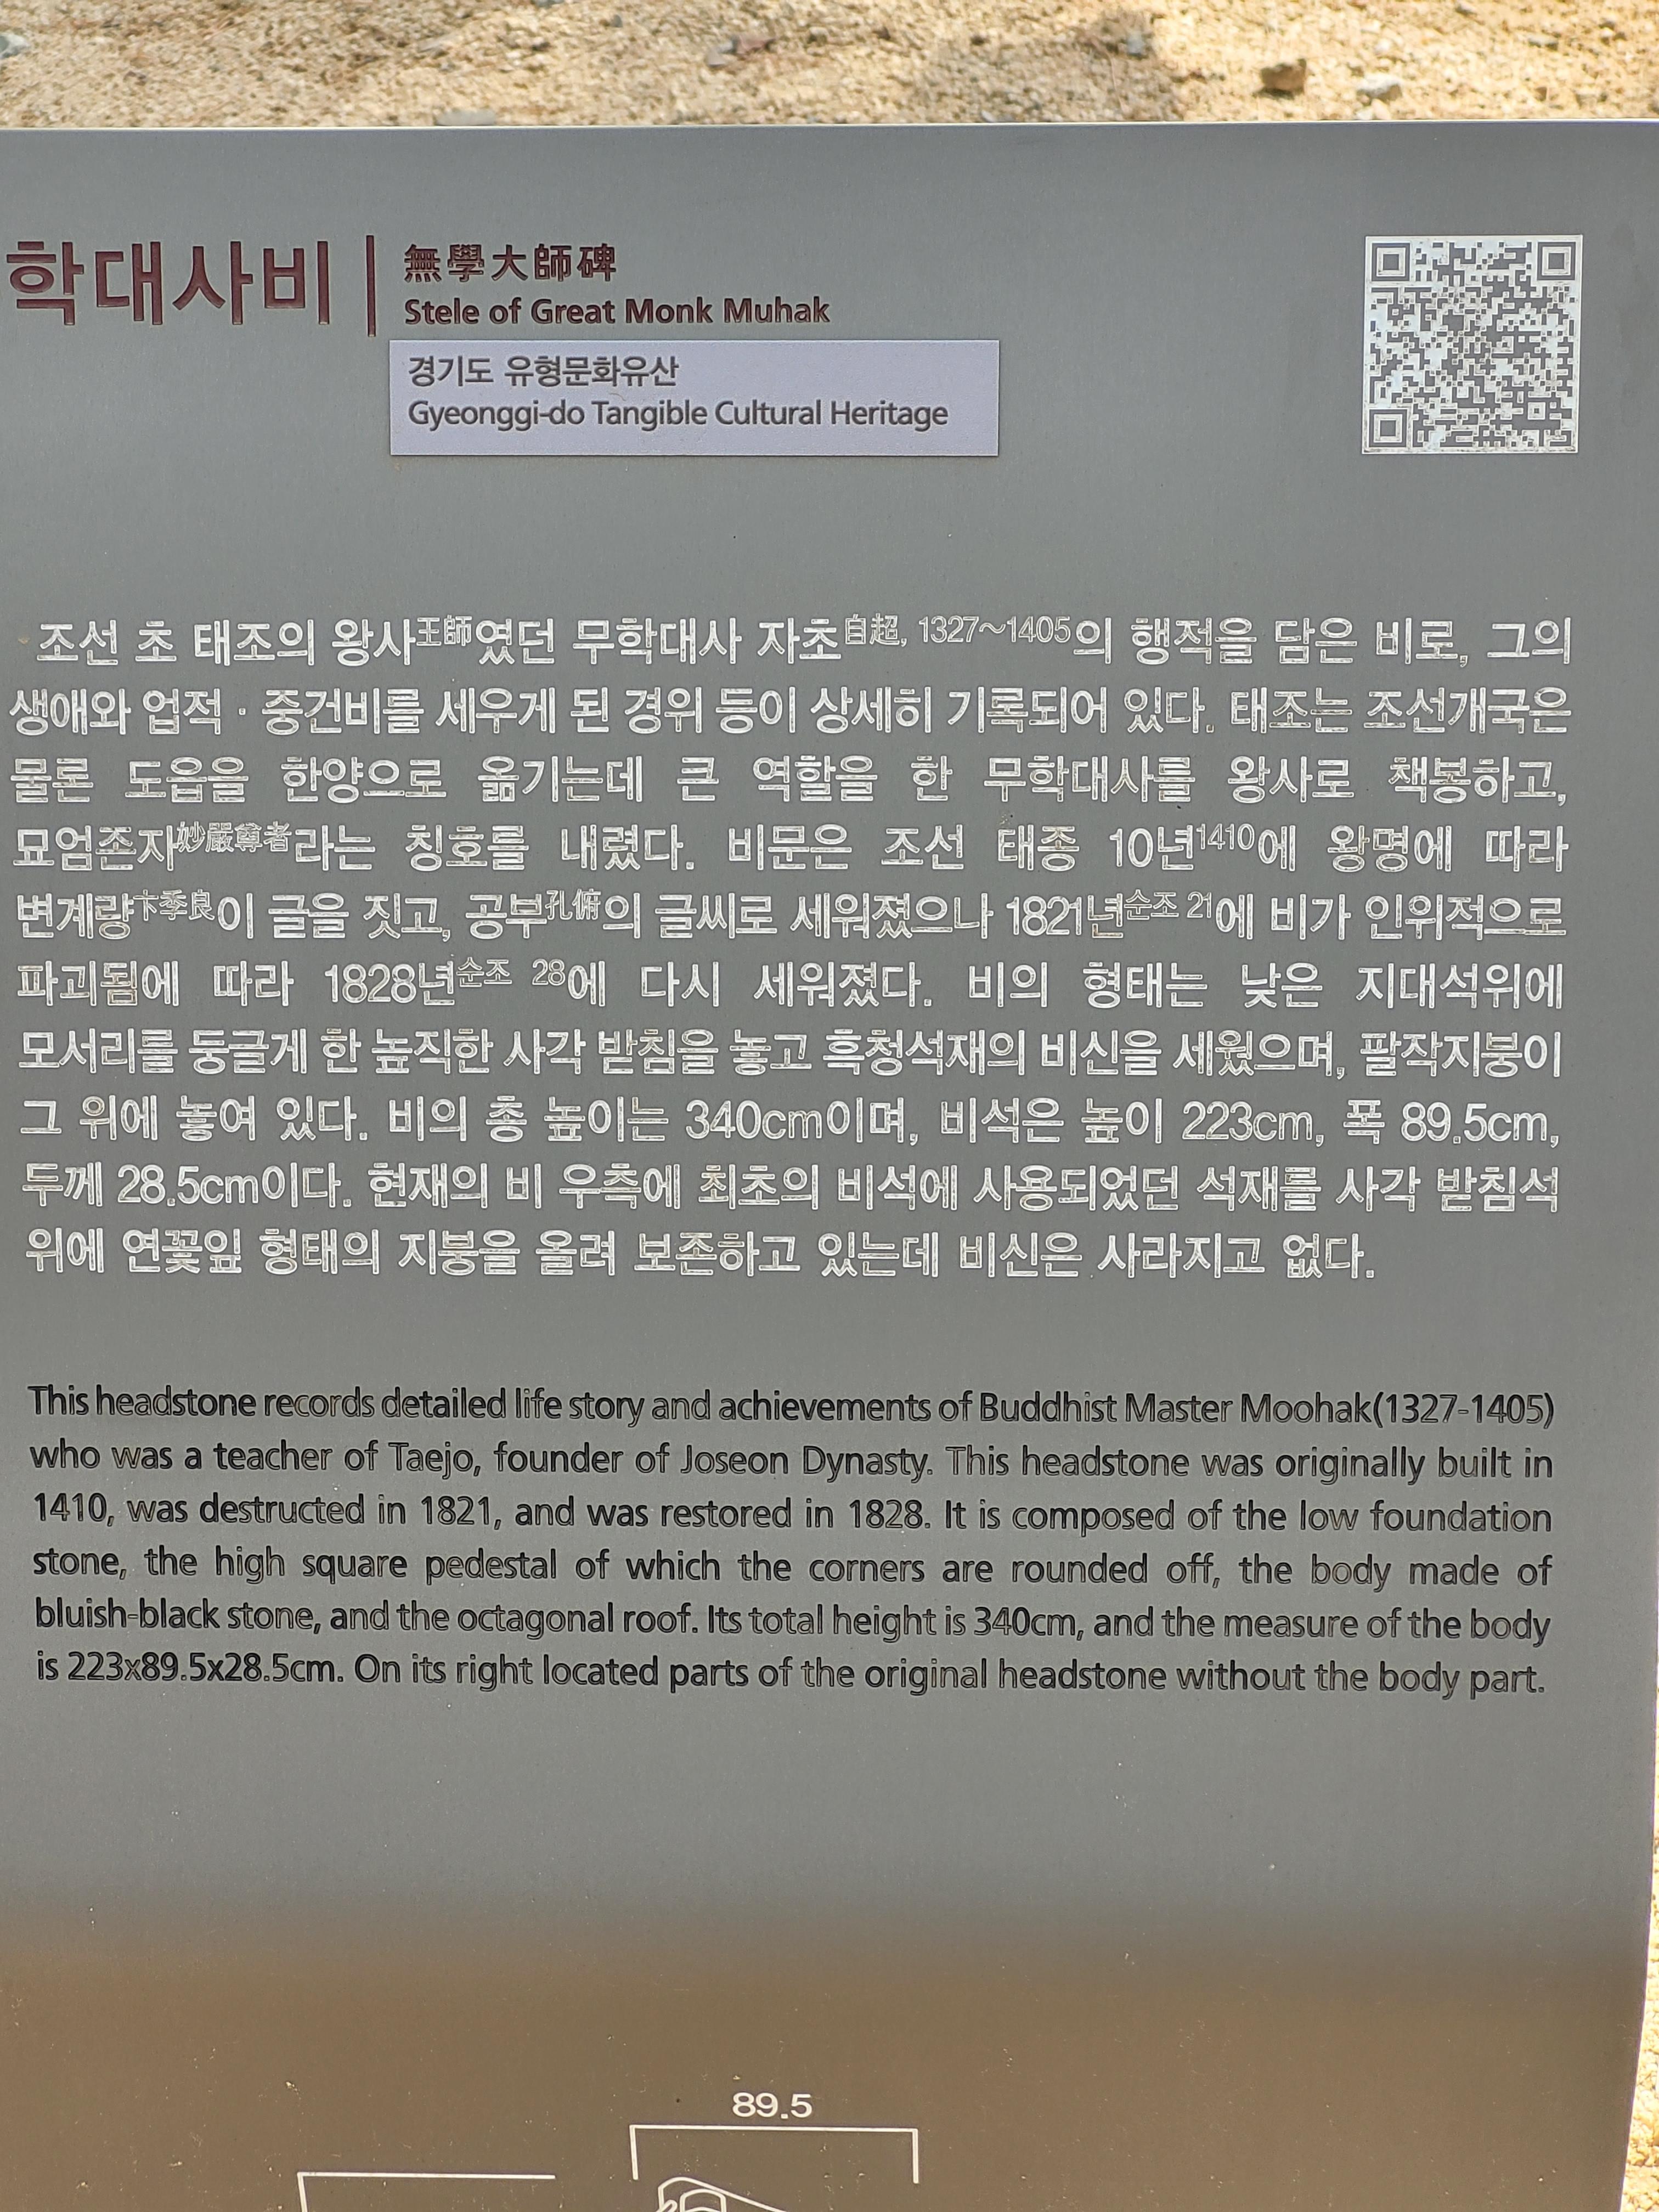 학대사비
無學大師碑
Stele of Great Monk Muhak
경기도 유형문화유산
Gyeonggi-do Tangible Cultural Heritage
조선 초 태조의 왕사王師였던 무학대사 자초自超, 1327~1405의 행적을 담은 비로, 그의
생애와 업적 · 중건비를 세우게 된 경위 등이 상세히 기록되어 있다. 태조는 조선개국은
물론 도읍을 한양으로 옮기는데 큰 역할을 한 무학대사를 왕사로 책봉하고,
묘엄존자妙嚴尊者라는 칭호를 내렸다. 비문은 조선 태종 10년1410에 왕명에 따라
변계량卞季良이 글을 짓고, 공부孔俯의 글씨로 세워졌으나 1821년순조 21에 비가 인위적으로
파괴됨에 따라 1828년순조 28에 다시 세워졌다. 비의 형태는 낮은 지대석위에
모서리를 둥글게 한 높직한 사각 받침을 놓고 흑청석재의 비신을 세웠으며, 팔작지붕이
그 위에 놓여 있다. 비의 총 높이는 340cm이며, 비석은 높이 223cm, 폭 89.5cm,
두께 28.5cm이다. 현재의 비 우측에 최초의 비석에 사용되었던 석재를 사각 받침석
위에 연꽃잎 형태의 지붕을 올려 보존하고 있는데 비신은 사라지고 없다.
This headstone records detailed life story and achievements of Buddhist Master Moohak(1327-1405)
who was a teacher of Taejo, founder of Joseon Dynasty. This headstone was originally built in
1410, was destructed in 1821, and was restored in 1828. It is composed of the low foundation
stone, the high square pedestal of which the corners are rounded off, the body made of
bluish-black stone, and the octagonal roof. Its total height is 340cm, and the measure of the body
is 223x89.5x28.5cm. On its right located parts of the original headstone without the body part.
89.5